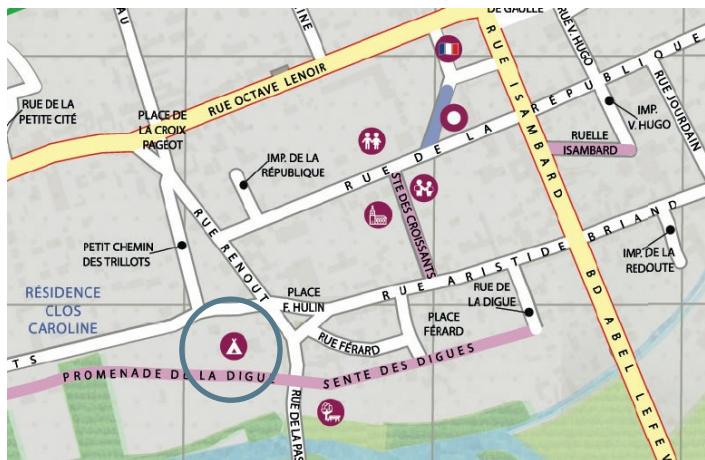 DE GAULLE
AU
RUE V. HUGO
RUE OCTAVE LENOIR
RUE ISAMBARD
RUE DE LA RÉPUBLIQUE
RUE JOURDAIN
RUE DE LA
PETITE CITÉ
PLACE DE
LA CROIX
PAGEOT
IMP.
V. HUGO
RUELLE
ISAMBARD
IMP. DE LA
RÉPUBLIQUE
STE DES CROISSANTS
RUE RENOUT
PETIT CHEMIN
DES TRILLOTS
RUE ARISTIDE BRIAND
IMP. DE LA
REDOUTE
RÉSIDENCE
CLOS
CAROLINE
PLACE
F. HULIN
RUE DE
LA DIGUE
BD ABEL LEFEV
PLACE
FÉRARD
RUE FÉRARD
TS
PROMENADE DE LA DIGUE
SENTE DES DIGUES
RUE DE LA PAS